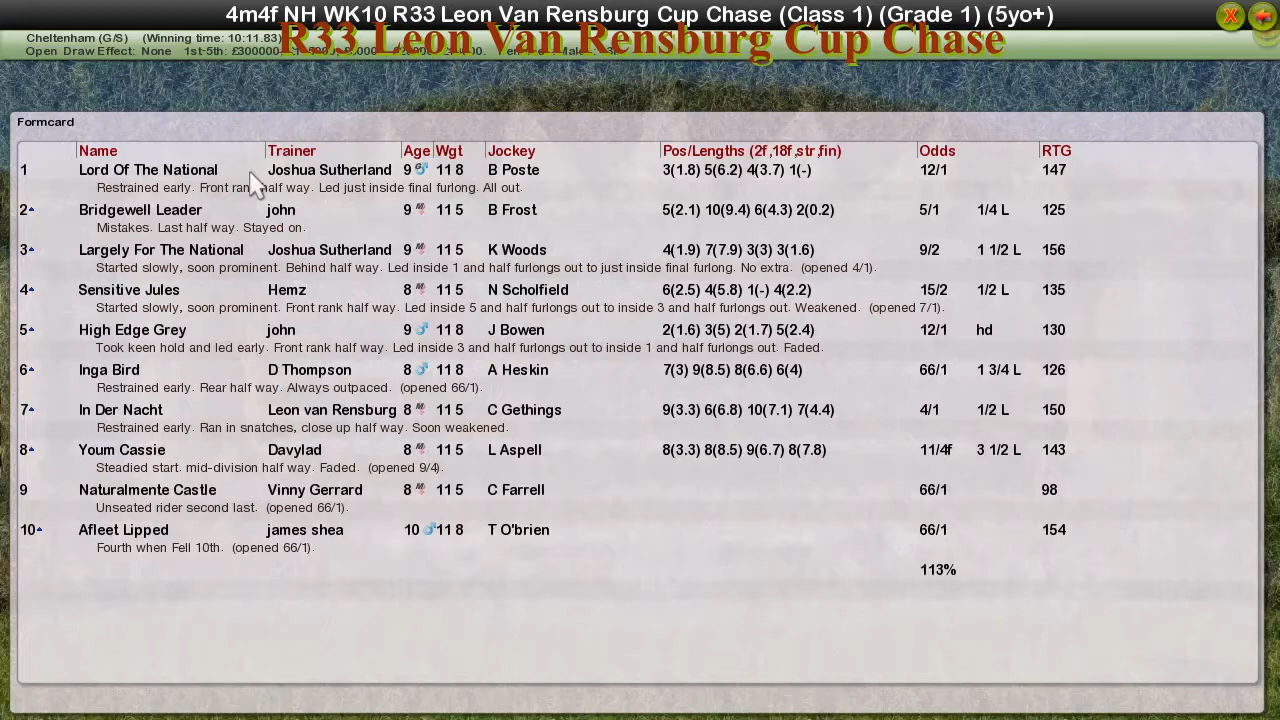 4m4f NH WK10 R33 Leon Van Rensburg Cup Chase (Class 1) (Grade 1) (5yo+)
R33 Leon Van Rensburg Cup Chase
Cheltenham (G/S) (Winning time: 10:11.83)
Open Draw Effect: None 1st-5th: £300000,
Formcard
Name Trainer Age Wgt Jockey Pos/Lengths (2f,18f,str,fin) Odds RTG
1 Lord Of The National Joshua Sutherland 9 11 8 B Poste 3(1.8) 5(6.2) 4(3.7) 1(-) 12/1 147
Restrained early. Front rank half way. Led just inside final furlong. All out.
2 Bridgewell Leader john 9 11 5 B Frost 5(2.1) 10(9.4) 6(4.3) 2(0.2) 5/1 1/4 L 125
Mistakes. Last half way. Stayed on.
3 Largely For The National Joshua Sutherland 9 11 5 K Woods 4(1.9) 7(7.9) 3(3) 3(1.6) 9/2 1 1/2 L 156
Started slowly, soon prominent. Behind half way. Led inside 1 and half furlongs out to just inside final furlong. No extra. (opened 4/1).
4 Sensitive Jules Hemz 8 11 5 N Scholfield 6(2.5) 4(5.8) 1(-) 4(2.2) 15/2 1/2 L 135
Started slowly, soon prominent. Front rank half way. Led inside 5 and half furlongs out to inside 3 and half furlongs out. Weakened. (opened 7/1).
5 High Edge Grey john 9 11 8 J Bowen 2(1.6) 3(5) 2(1.7) 5(2.4) 12/1 hd 130
Took keen hold and led early. Front rank half way. Led inside 3 and half furlongs out to inside 1 and half furlongs out. Faded.
6 Inga Bird D Thompson 8 11 8 A Heskin 7(3) 9(8.5) 8(6.6) 6(4) 66/1 1 3/4 L 126
Restrained early. Rear half way. Always outpaced. (opened 66/1).
7 In Der Nacht Leon van Rensburg 8 11 5 C Gethings 9(3.3) 6(6.8) 10(7.1) 7(4.4) 4/1 1/2 L 150
Restrained early. Ran in snatches, close up half way. Soon weakened.
8 Youm Cassie Davylad 8 11 5 L Aspell 8(3.3) 8(8.5) 9(6.7) 8(7.8) 11/4f 3 1/2 L 143
Steadied start. mid-division half way. Faded. (opened 9/4).
9 Naturalmente Castle Vinny Gerrard 8 11 5 C Farrell 66/1 98
Unseated rider second last. (opened 66/1).
10 Afleet Lipped james shea 10 11 8 T O'brien 66/1 154
Fourth when Fell 10th. (opened 66/1).
113%